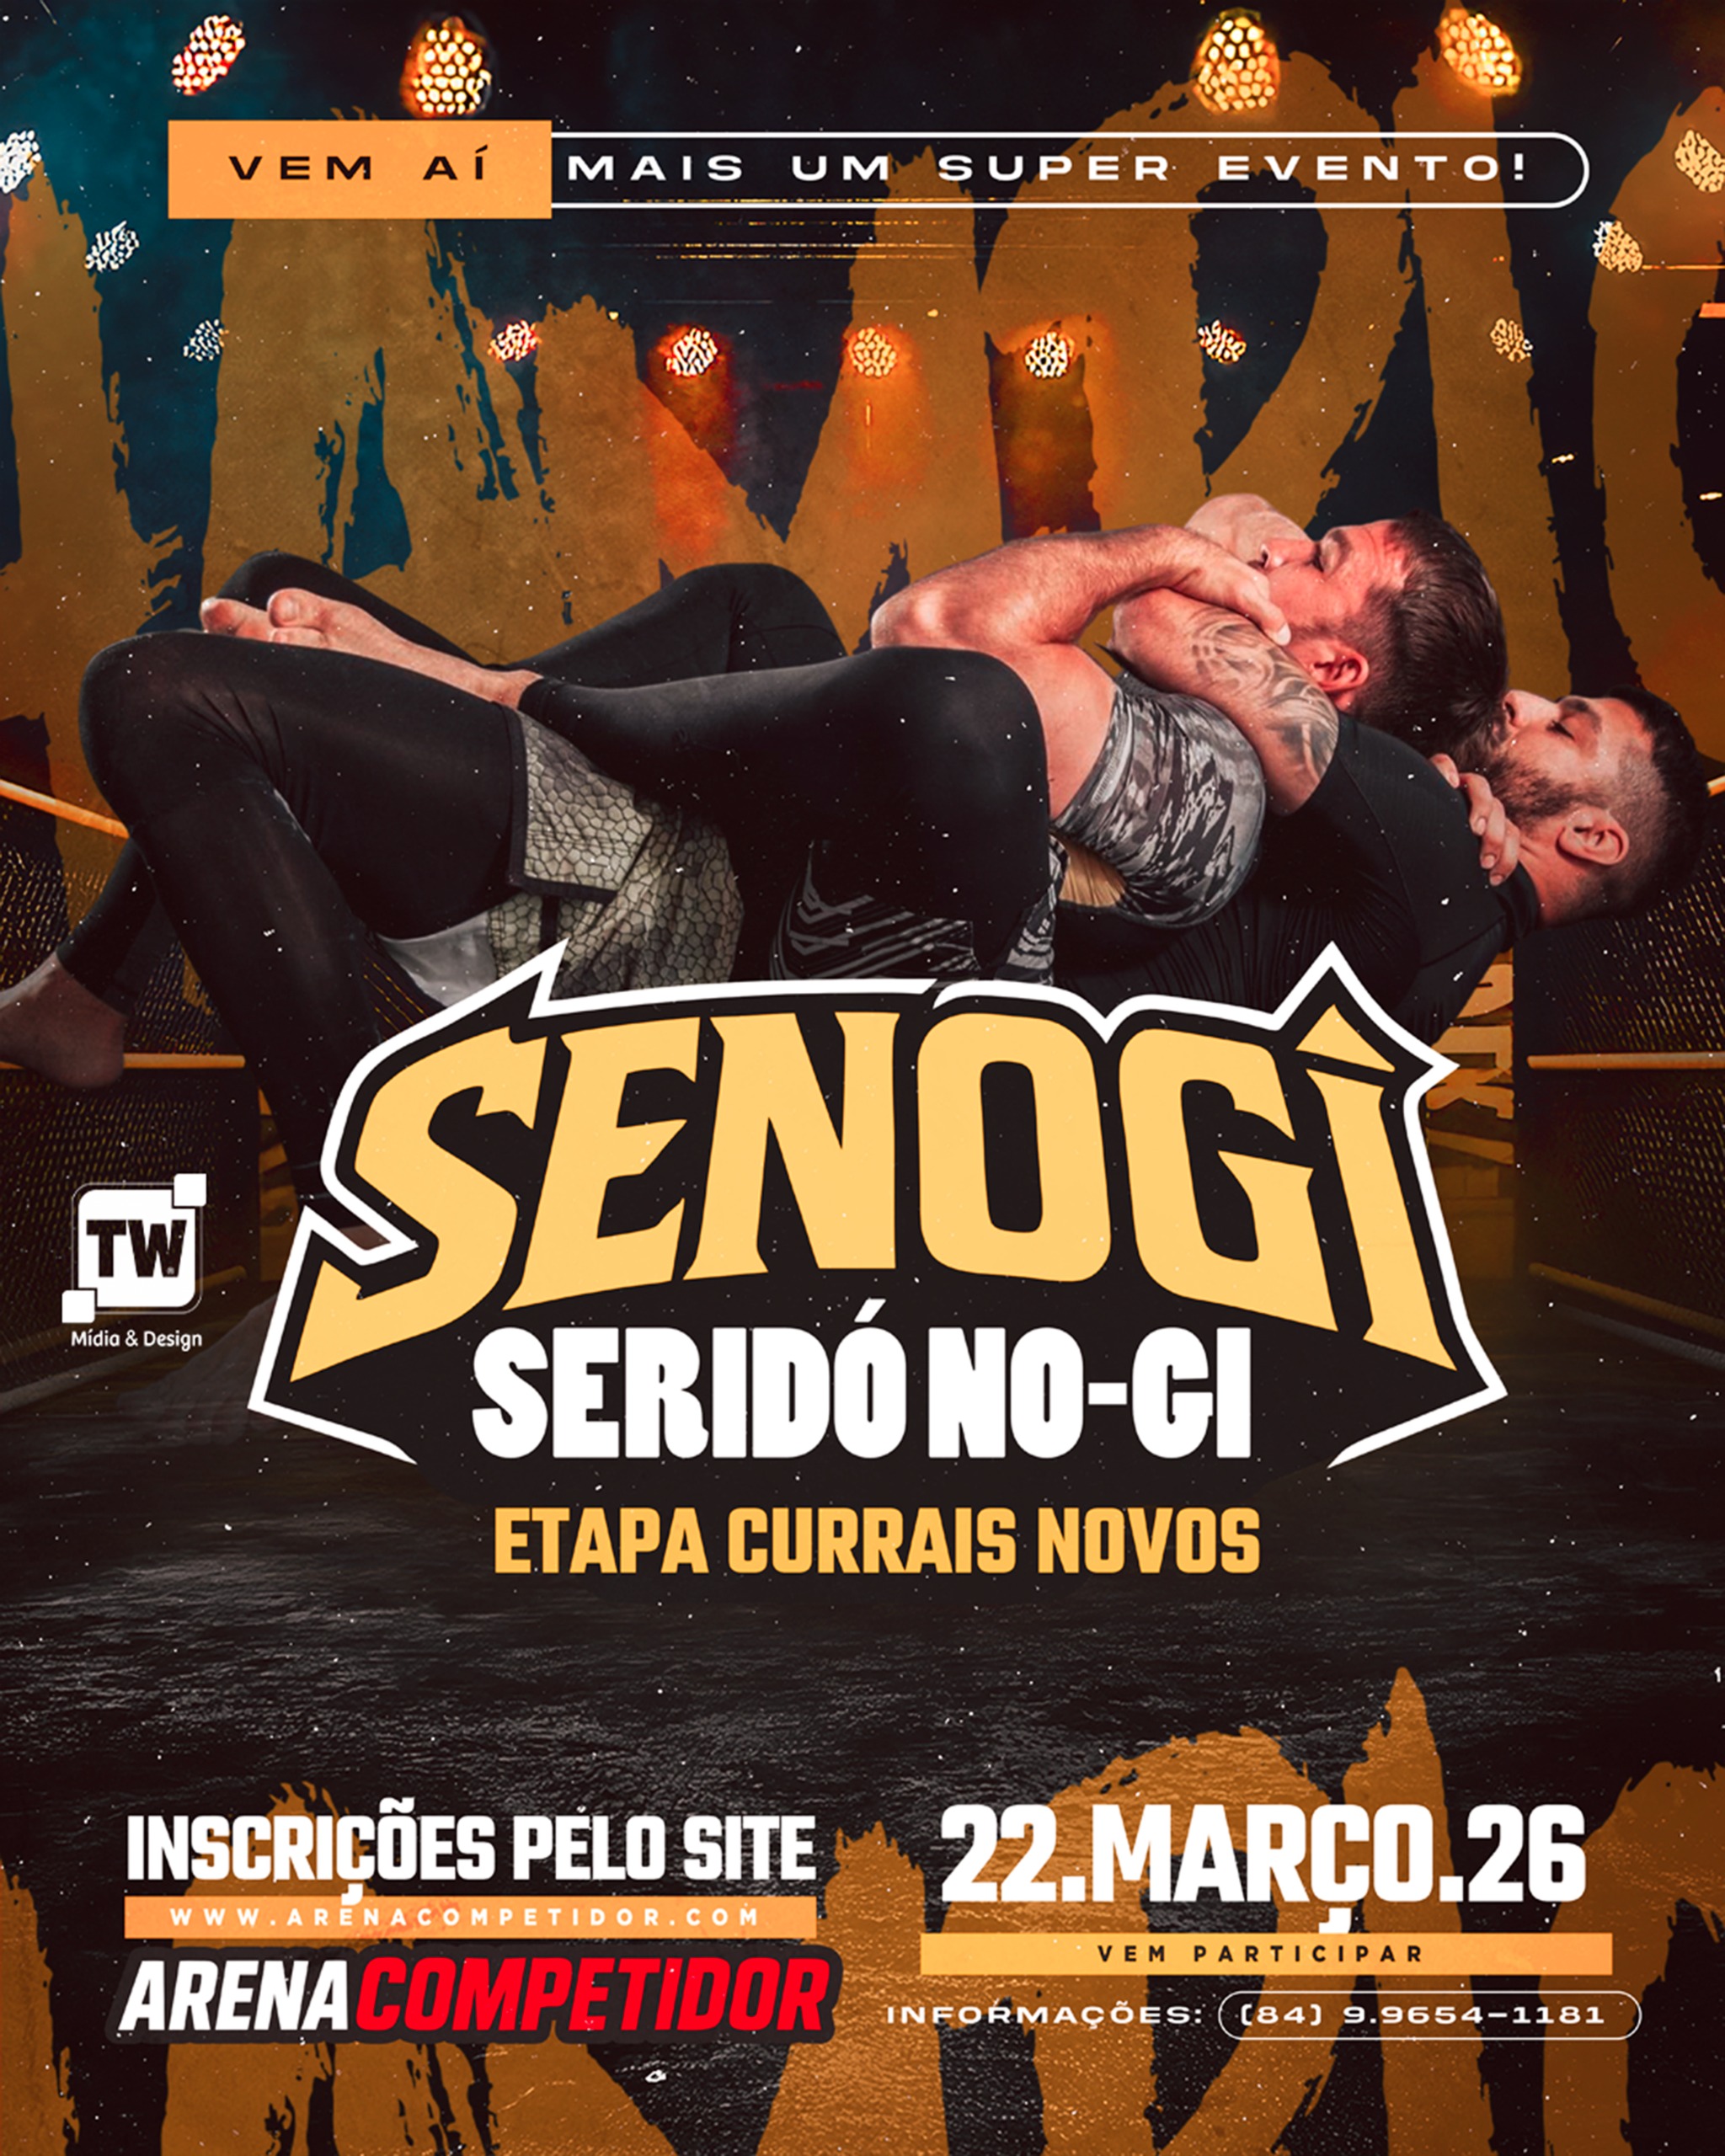 VEM AÍ MAIS UM SUPER EVENTO!
SENOGI
SERIDÓ NO-GI
ETAPA CURRAIS NOVOS
TW
Mídia & Design
INSCRIÇÕES PELO SITE
WWW.ARENACOMPETIDOR.COM
ARENACOMPETIDOR
22.MARÇO.26
VEM PARTICIPAR
INFORMAÇÕES: (84) 9.9654-1181